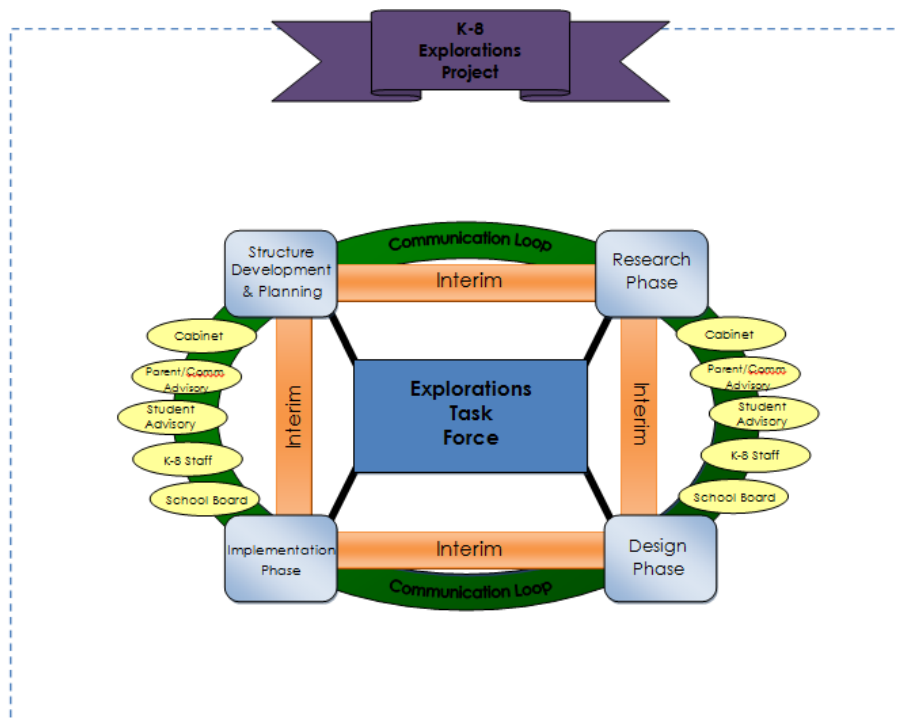 K-8
Explorations
Project
Communication Loop
Structure
Development
& Planning
Interim
Research
Phase
Cabinet
Parent/Comm
Advisory
Student
Advisory
K-8 Staff
School Board
Interim
Explorations
Task
Force
Interim
Cabinet
Parent/Comm
Advisory
Student
Advisory
K-8 Staff
School Board
Implementation
Phase
Interim
Design
Phase
Communication Loop